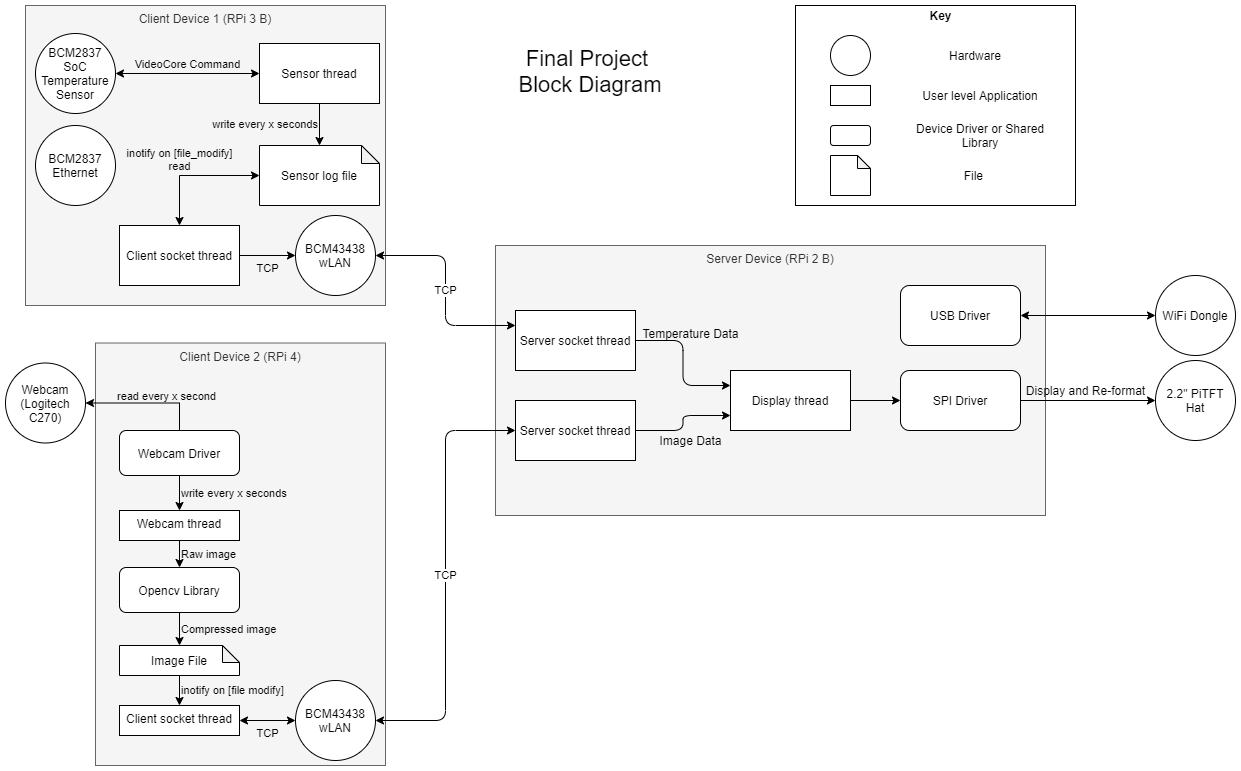 Client Device 1 (RPi 3 B)
BCM2837
SoC
Temperature
Sensor
VideoCore Command
Sensor thread
write every x seconds
BCM2837
Ethernet
inotify on [file_modify]
read
Sensor log file
Client socket thread
TCP
BCM43438
wLAN
Final Project
Block Diagram
Key
Hardware
User level Application
Device Driver or Shared
Library
File
TCP
Server Device (RPi 2 B)
Server socket thread
Temperature Data
Server socket thread
Image Data
Display thread
USB Driver
SPI Driver
WiFi Dongle
Display and Re-format
2.2" PiTFT
Hat
Client Device 2 (RPi 4)
Webcam
(Logitech
C270)
read every x second
Webcam Driver
write every x seconds
Webcam thread
Raw image
Opencv Library
Compressed image
Image File
inotify on [file modify]
Client socket thread
TCP
BCM43438
wLAN
TCP